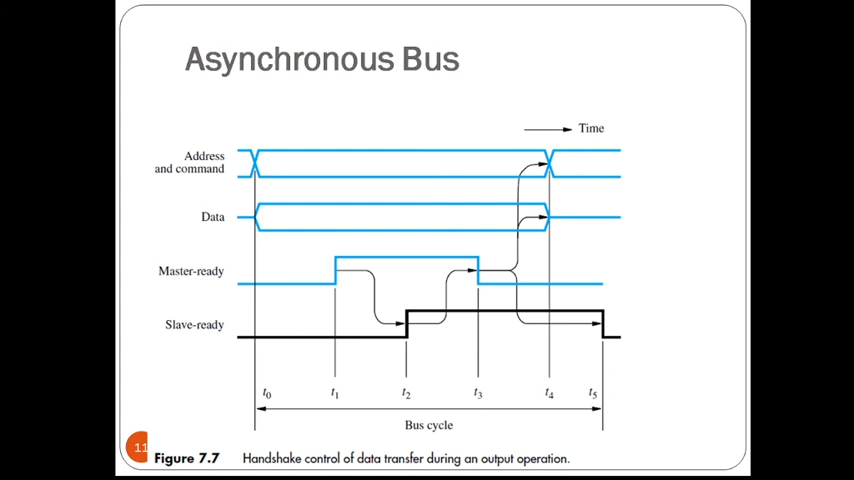 Asynchronous Bus
Time
Address
and command
Data
Master-ready
Slave-ready
t0 t1 t2 t3 t4 t5
Bus cycle
11
Figure 7.7 Handshake control of data transfer during an output operation.